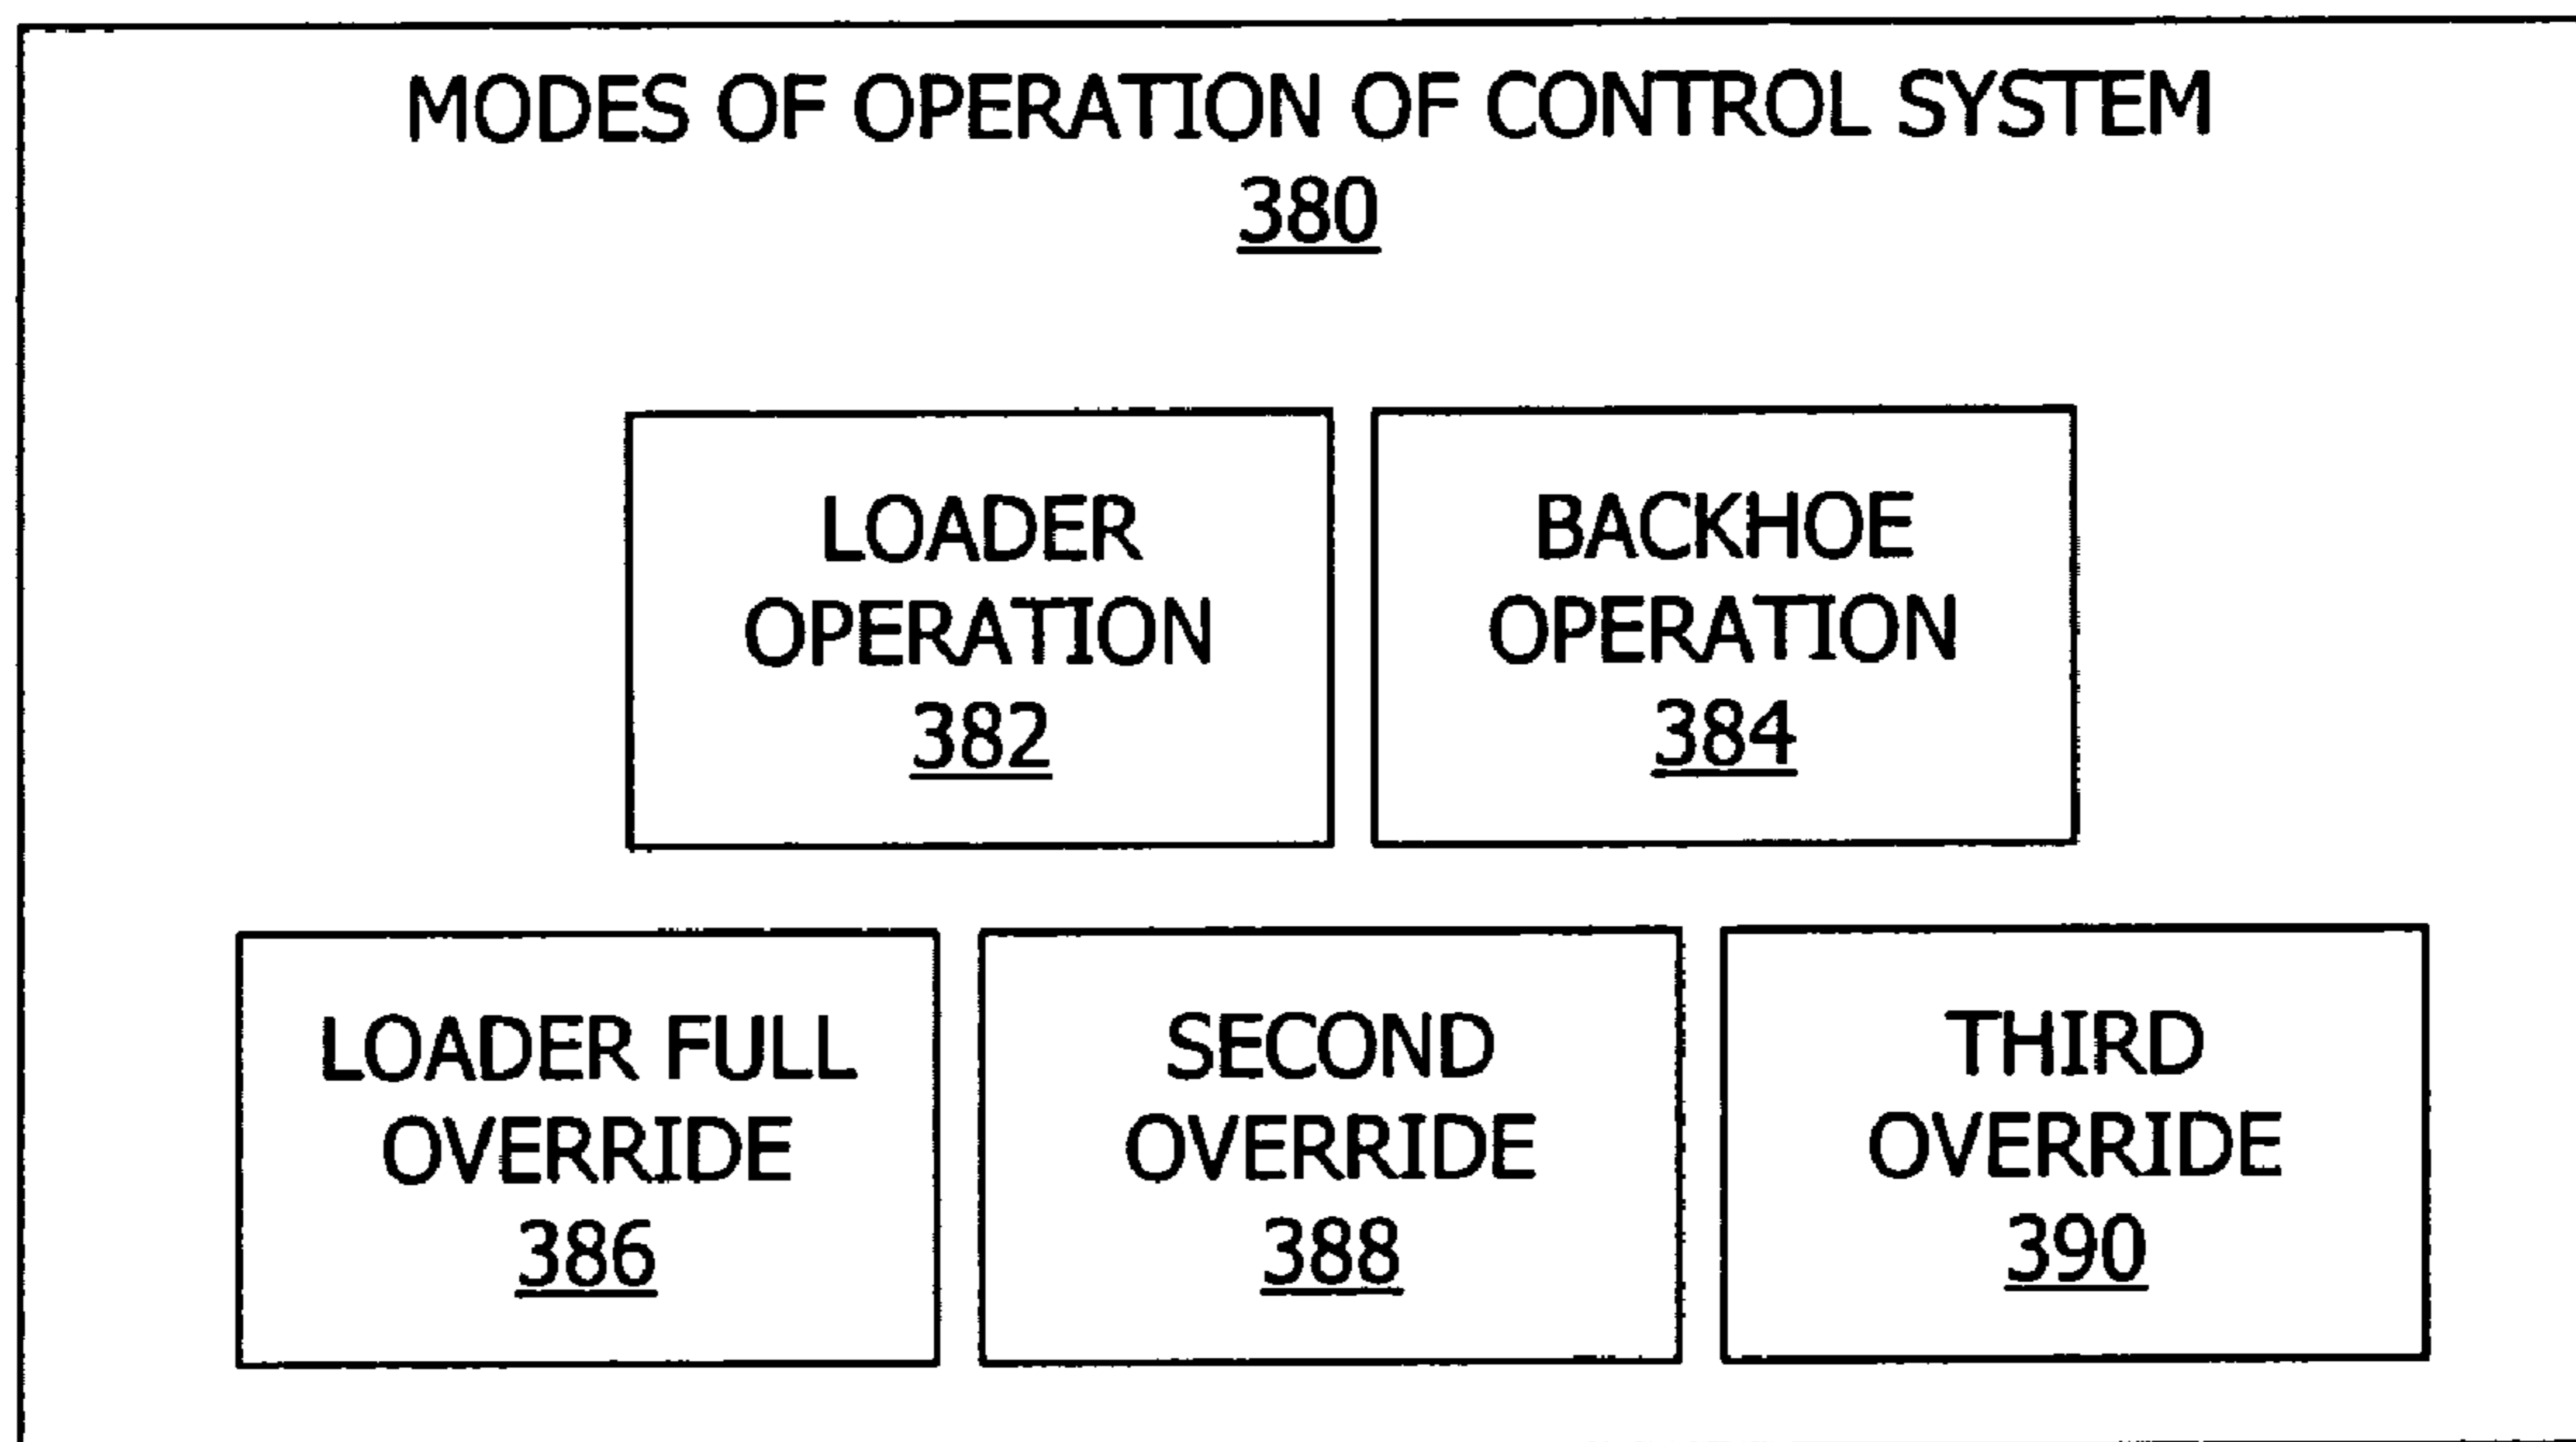 MODES OF OPERATION OF CONTROL SYSTEM
380
LOADER
OPERATION
382
BACKHOE
OPERATION
384
LOADER FULL
OVERRIDE
386
SECOND
OVERRIDE
388
THIRD
OVERRIDE
390